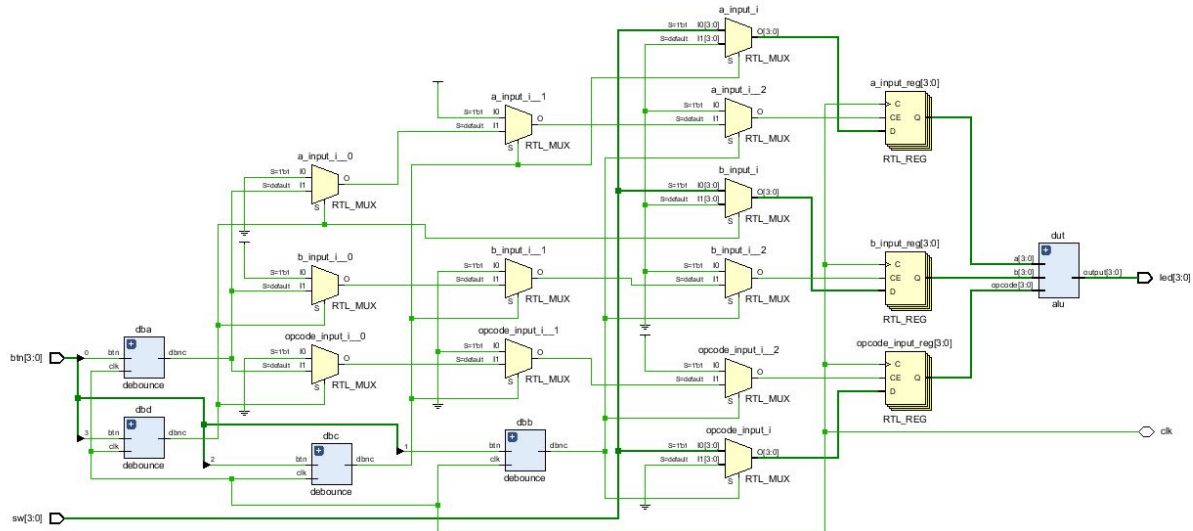 a_input_i
S=1'b1 I0[3:0]
S=default I1[3:0]
O[3:0]
S
RTL_MUX
a_input_reg[3:0]
C
CE
D
Q
RTL_REG
a_input_i__1
S=1'b1 I0
S=default I1
O
S
RTL_MUX
a_input_i__2
S=1'b1 I0
S=default I1
O
S
RTL_MUX
a_input_i__0
S=1'b1 I0
S=default I1
O
S
RTL_MUX
b_input_i
S=1'b1 I0[3:0]
S=default I1[3:0]
O[3:0]
S
RTL_MUX
b_input_i__0
S=1'b1 I0
S=default I1
O
S
RTL_MUX
b_input_i__1
S=1'b1 I0
S=default I1
O
S
RTL_MUX
b_input_i__2
S=1'b1 I0
S=default I1
O
S
RTL_MUX
b_input_reg[3:0]
C
CE
D
Q
RTL_REG
dut
a[3:0]
b[3:0]
opcode[3:0]
output[3:0]
alu
led[3:0]
opcode_input_i__0
S=1'b1 I0
S=default I1
O
S
RTL_MUX
opcode_input_i__1
S=1'b1 I0
S=default I1
O
S
RTL_MUX
opcode_input_i__2
S=1'b1 I0
S=default I1
O
S
RTL_MUX
opcode_input_reg[3:0]
C
CE
D
Q
RTL_REG
btn[3:0]
0
dba
btn
clk
dbnc
debounce
3
dbd
btn
clk
dbnc
debounce
2
dbc
btn
clk
dbnc
debounce
1
dbb
btn
clk
dbnc
debounce
opcode_input_i
S=1'b1 I0[3:0]
S=default I1[3:0]
O[3:0]
S
RTL_MUX
clk
sw[3:0]